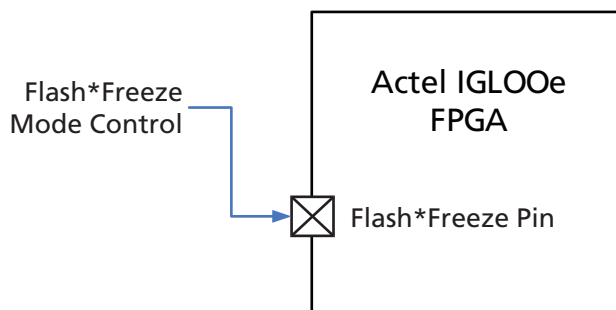 Actel IGLOOe
FPGA
Flash*Freeze
Mode Control
Flash*Freeze Pin